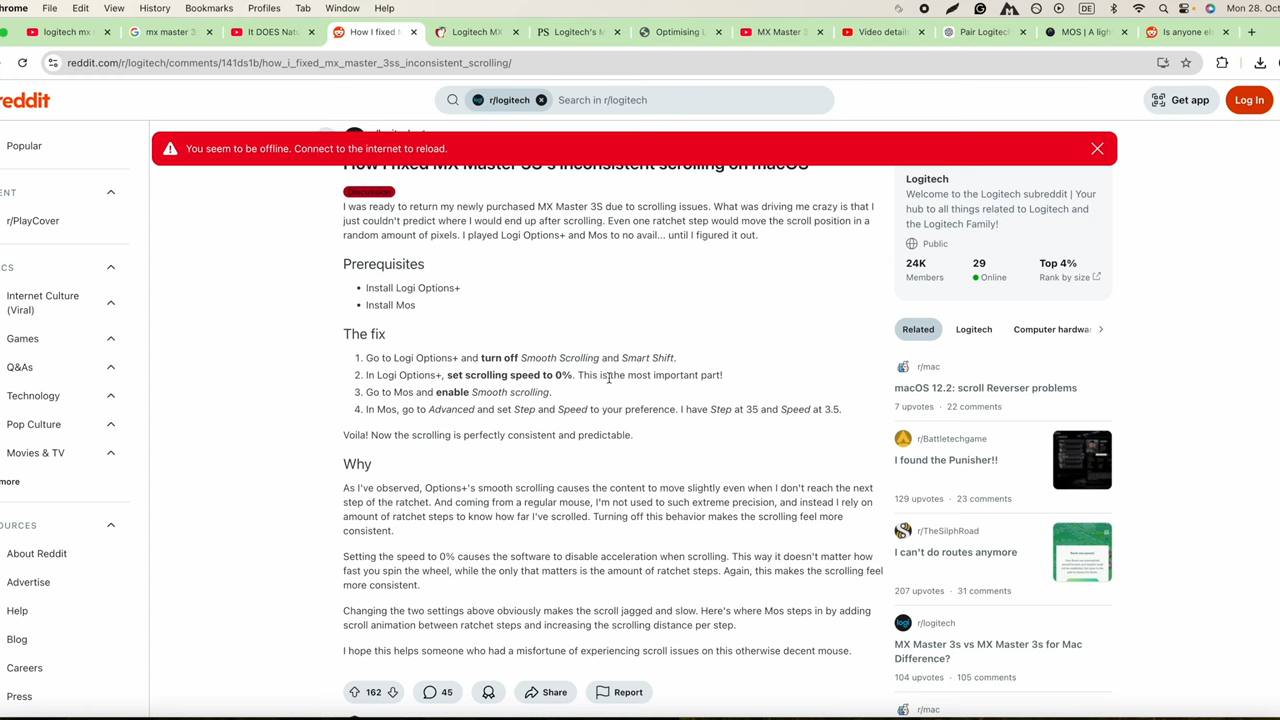 Chrome File Edit View History Bookmarks Profiles Tab Window Help DE Mon 28. Oct
logitech mx m mx master 3 It DOES Natu How I fixed M Logitech MX PS Logitech's M Optimising L MX Master 3 Video detail Pair Logitec MOS | A ligh Is anyone el
reddit.com/r/logitech/comments/141ds1b/how_i_fixed_mx_master_3ss_inconsistent_scrolling/
reddit r/logitech Search in r/logitech Get app Log In
You seem to be offline. Connect to the internet to reload.
How I fixed MX Master 3S's inconsistent scrolling on macOS
Discussion
I was ready to return my newly purchased MX Master 3S due to scrolling issues. What was driving me crazy is that I
just couldn't predict where I would end up after scrolling. Even one ratchet step would move the scroll position in a
random amount of pixels. I played Logi Options+ and Mos to no avail... until I figured it out.
Prerequisites
• Install Logi Options+
• Install Mos
The fix
1. Go to Logi Options+ and turn off Smooth Scrolling and Smart Shift.
2. In Logi Options+, set scrolling speed to 0%. This is the most important part!
3. Go to Mos and enable Smooth scrolling.
4. In Mos, go to Advanced and set Step and Speed to your preference. I have Step at 35 and Speed at 3.5.
Voila! Now the scrolling is perfectly consistent and predictable.
Why
As I've observed, Options+'s smooth scrolling causes the content to move slightly even when I don't reach the next
step of the ratchet. And coming from a regular mouse, I'm not used to such extreme precision, and instead I rely on
amount of ratchet steps to know how far I've scrolled. Turning off this behavior makes the scrolling feel more
consistent.
Setting the speed to 0% causes the software to disable acceleration when scrolling. This way it doesn't matter how
fast you spin the wheel, while the only that matters is the amount of ratchet steps. Again, this makes the scrolling feel
more consistent.
Changing the two settings above obviously makes the scroll jagged and slow. Here's where Mos steps in by adding
scroll animation between ratchet steps and increasing the scrolling distance per step.
I hope this helps someone who had a misfortune of experiencing scroll issues on this otherwise decent mouse.
162 45 Share Report
Popular
ENT
r/PlayCover
CS
Internet Culture
(Viral)
Games
Q&As
Technology
Pop Culture
Movies & TV
more
OURCES
About Reddit
Advertise
Help
Blog
Careers
Press
Logitech
Welcome to the Logitech subreddit | Your
hub to all things related to Logitech and
the Logitech Family!
Public
24K 29 Top 4%
Members Online Rank by size
Related Logitech Computer hardwa
r/mac
macOS 12.2: scroll Reverser problems
7 upvotes · 22 comments
r/Battletechgame
I found the Punisher!!
129 upvotes · 23 comments
r/TheSilphRoad
I can't do routes anymore
207 upvotes · 31 comments
logi r/logitech
MX Master 3s vs MX Master 3s for Mac
Difference?
104 upvotes · 105 comments
r/mac